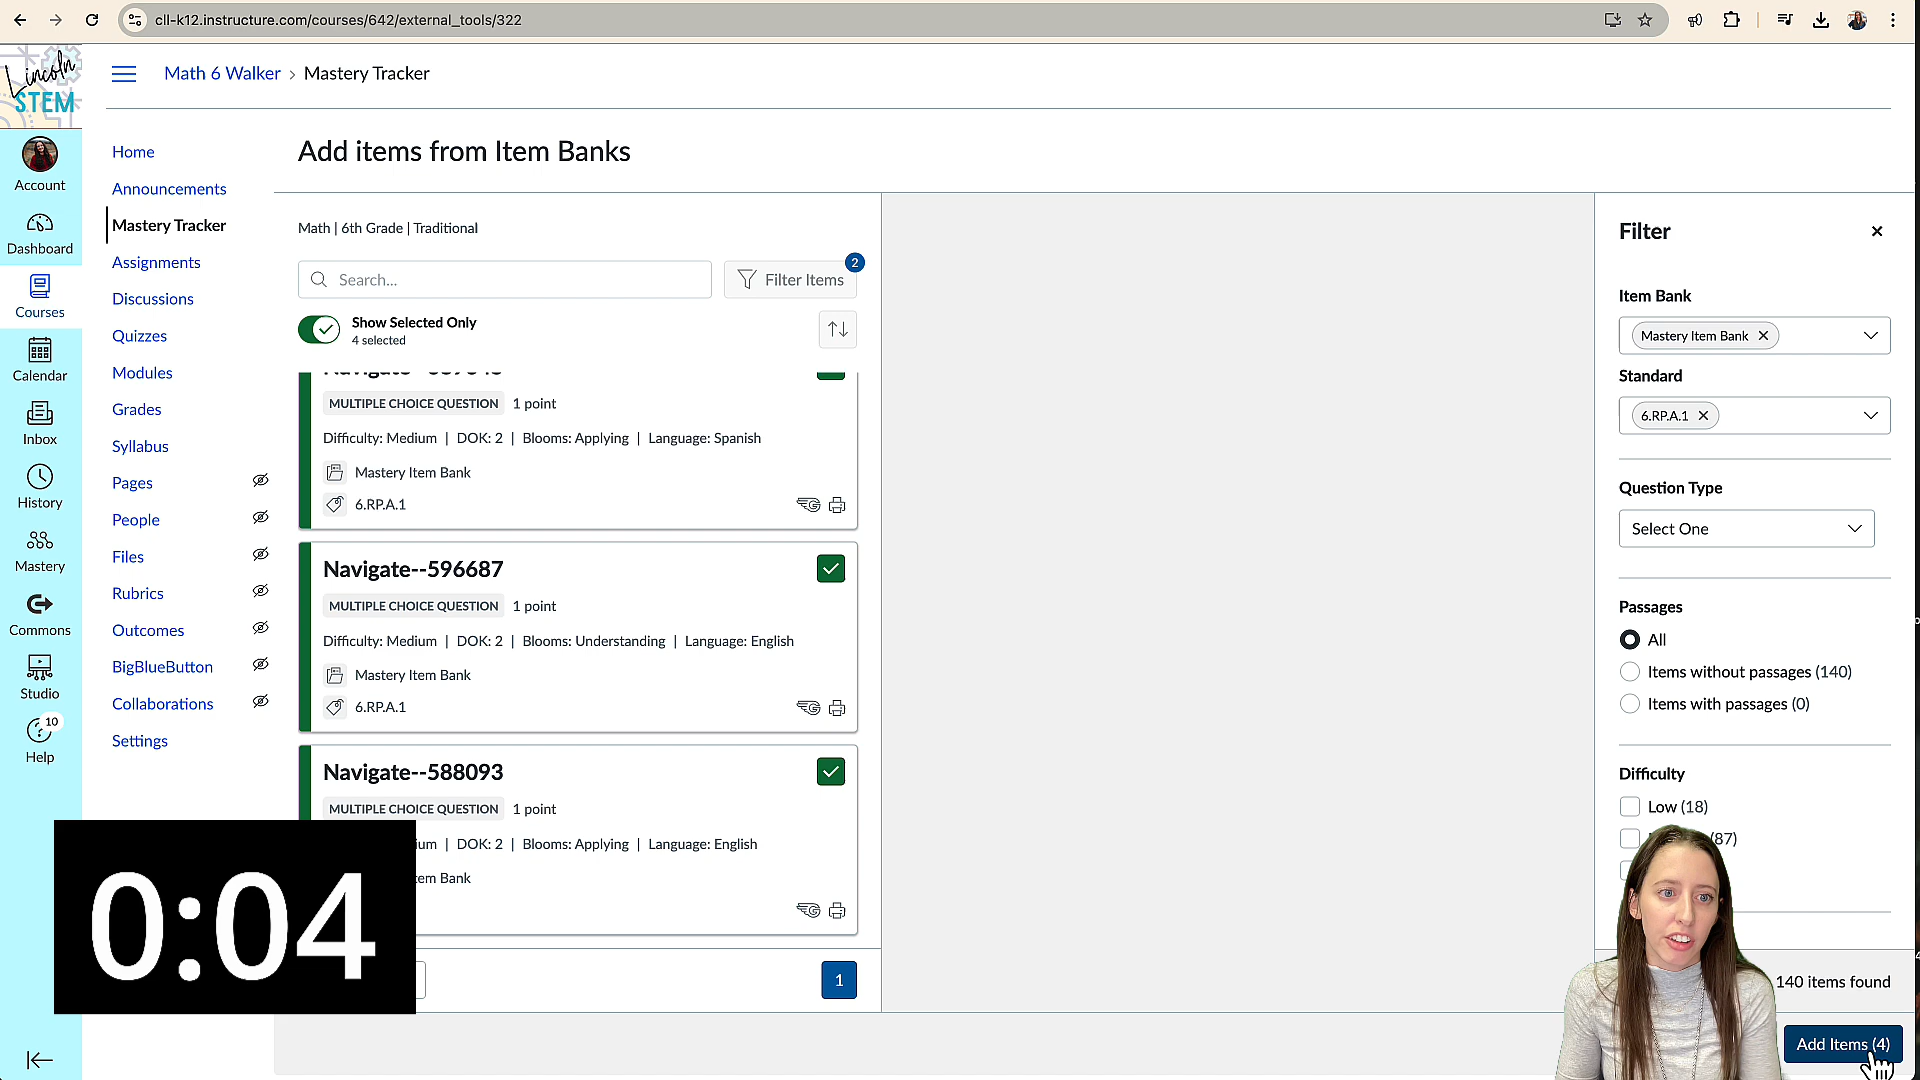 cll-k12.instructure.com/courses/642/external_tools/322
Lincoln
STEM
Math 6 Walker > Mastery Tracker
Account
Dashboard
Courses
Calendar
Inbox
History
Mastery
Commons
Studio
10
Help
Home
Announcements
Mastery Tracker
Assignments
Discussions
Quizzes
Modules
Grades
Syllabus
Pages
People
Files
Rubrics
Outcomes
BigBlueButton
Collaborations
Settings
Add items from Item Banks
Math | 6th Grade | Traditional
Search...
Filter Items
2
Show Selected Only
4 selected
MULTIPLE CHOICE QUESTION 1 point
Difficulty: Medium | DOK: 2 | Blooms: Applying | Language: Spanish
Mastery Item Bank
6.RP.A.1
Navigate--596687
MULTIPLE CHOICE QUESTION 1 point
Difficulty: Medium | DOK: 2 | Blooms: Understanding | Language: English
Mastery Item Bank
6.RP.A.1
Navigate--588093
MULTIPLE CHOICE QUESTION 1 point
ium | DOK: 2 | Blooms: Applying | Language: English
tem Bank
0:04
1
Filter
Item Bank
Mastery Item Bank
Standard
6.RP.A.1
Question Type
Select One
Passages
All
Items without passages (140)
Items with passages (0)
Difficulty
Low (18)
(87)
140 items found
Add Items (4)